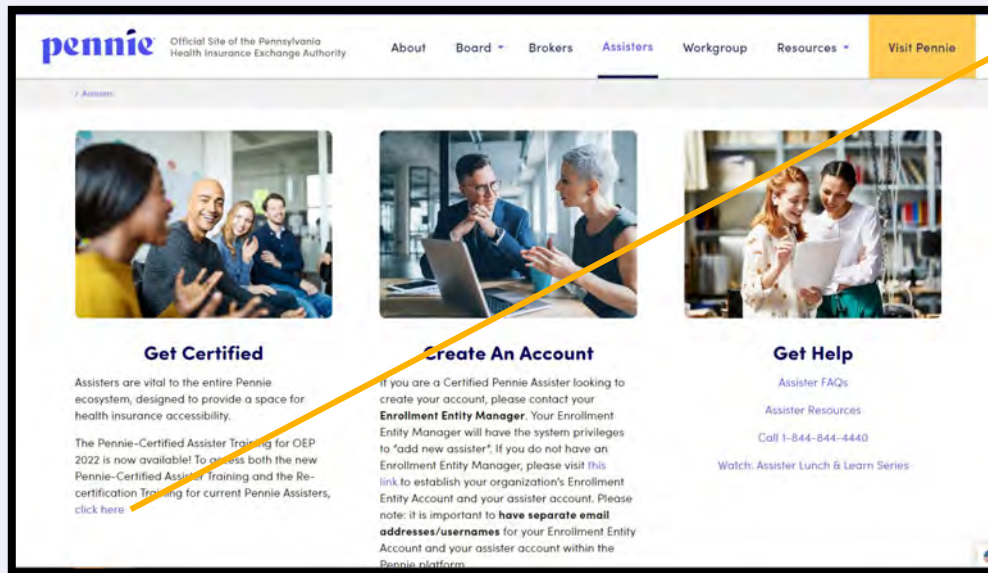 pennie
Official Site of the Pennsylvania
Health Insurance Exchange Authority
About Board Brokers Assisters Workgroup Resources Visit Pennie
/ Assisters
Get Certified
Assisters are vital to the entire Pennie
ecosystem, designed to provide a space for
health insurance accessibility.
The Pennie-Certified Assister Training for OEP
2022 is now available! To access both the new
Pennie-Certified Assister Training and the Re-
certification Training for current Pennie Assisters,
click here
Create An Account
If you are a Certified Pennie Assister looking to
create your account, please contact your
Enrollment Entity Manager. Your Enrollment
Entity Manager will have the system privileges
to "add new assister". If you do not have an
Enrollment Entity Manager, please visit this
link to establish your organization's Enrollment
Entity Account and your assister account. Please
note: it is important to have separate email
addresses/usernames for your Enrollment Entity
Account and your assister account within the
Pennie platform.
Get Help
Assister FAQs
Assister Resources
Call 1-844-844-4440
Watch: Assister Lunch & Learn Series